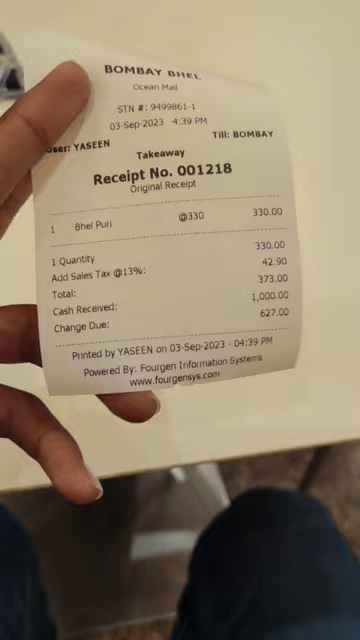 BOMBAY BHEL
Ocean Mall
STN #: 9499861-1
03-Sep-2023 4:39 PM
User: YASEEN Till: BOMBAY
Takeaway
Receipt No. 001218
Original Receipt
1 Bhel Puri @330 330.00
1 Quantity 330.00
Add Sales Tax @13%: 42.90
Total: 373.00
Cash Received: 1,000.00
Change Due: 627.00
Printed by YASEEN on 03-Sep-2023 - 04:39 PM
Powered By: Fourgen Information Systems
www.fourgensys.com